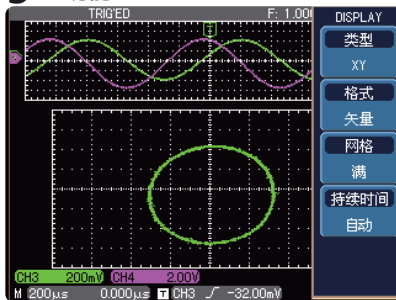 TRIG'ED F: 1.00 DISPLAY
T
类型
XY
格式
矢量
网格
满
持续时间
自动
CH3 200mV CH4 2.00V
M 200μs 0.000μs T CH3 -32.00mV